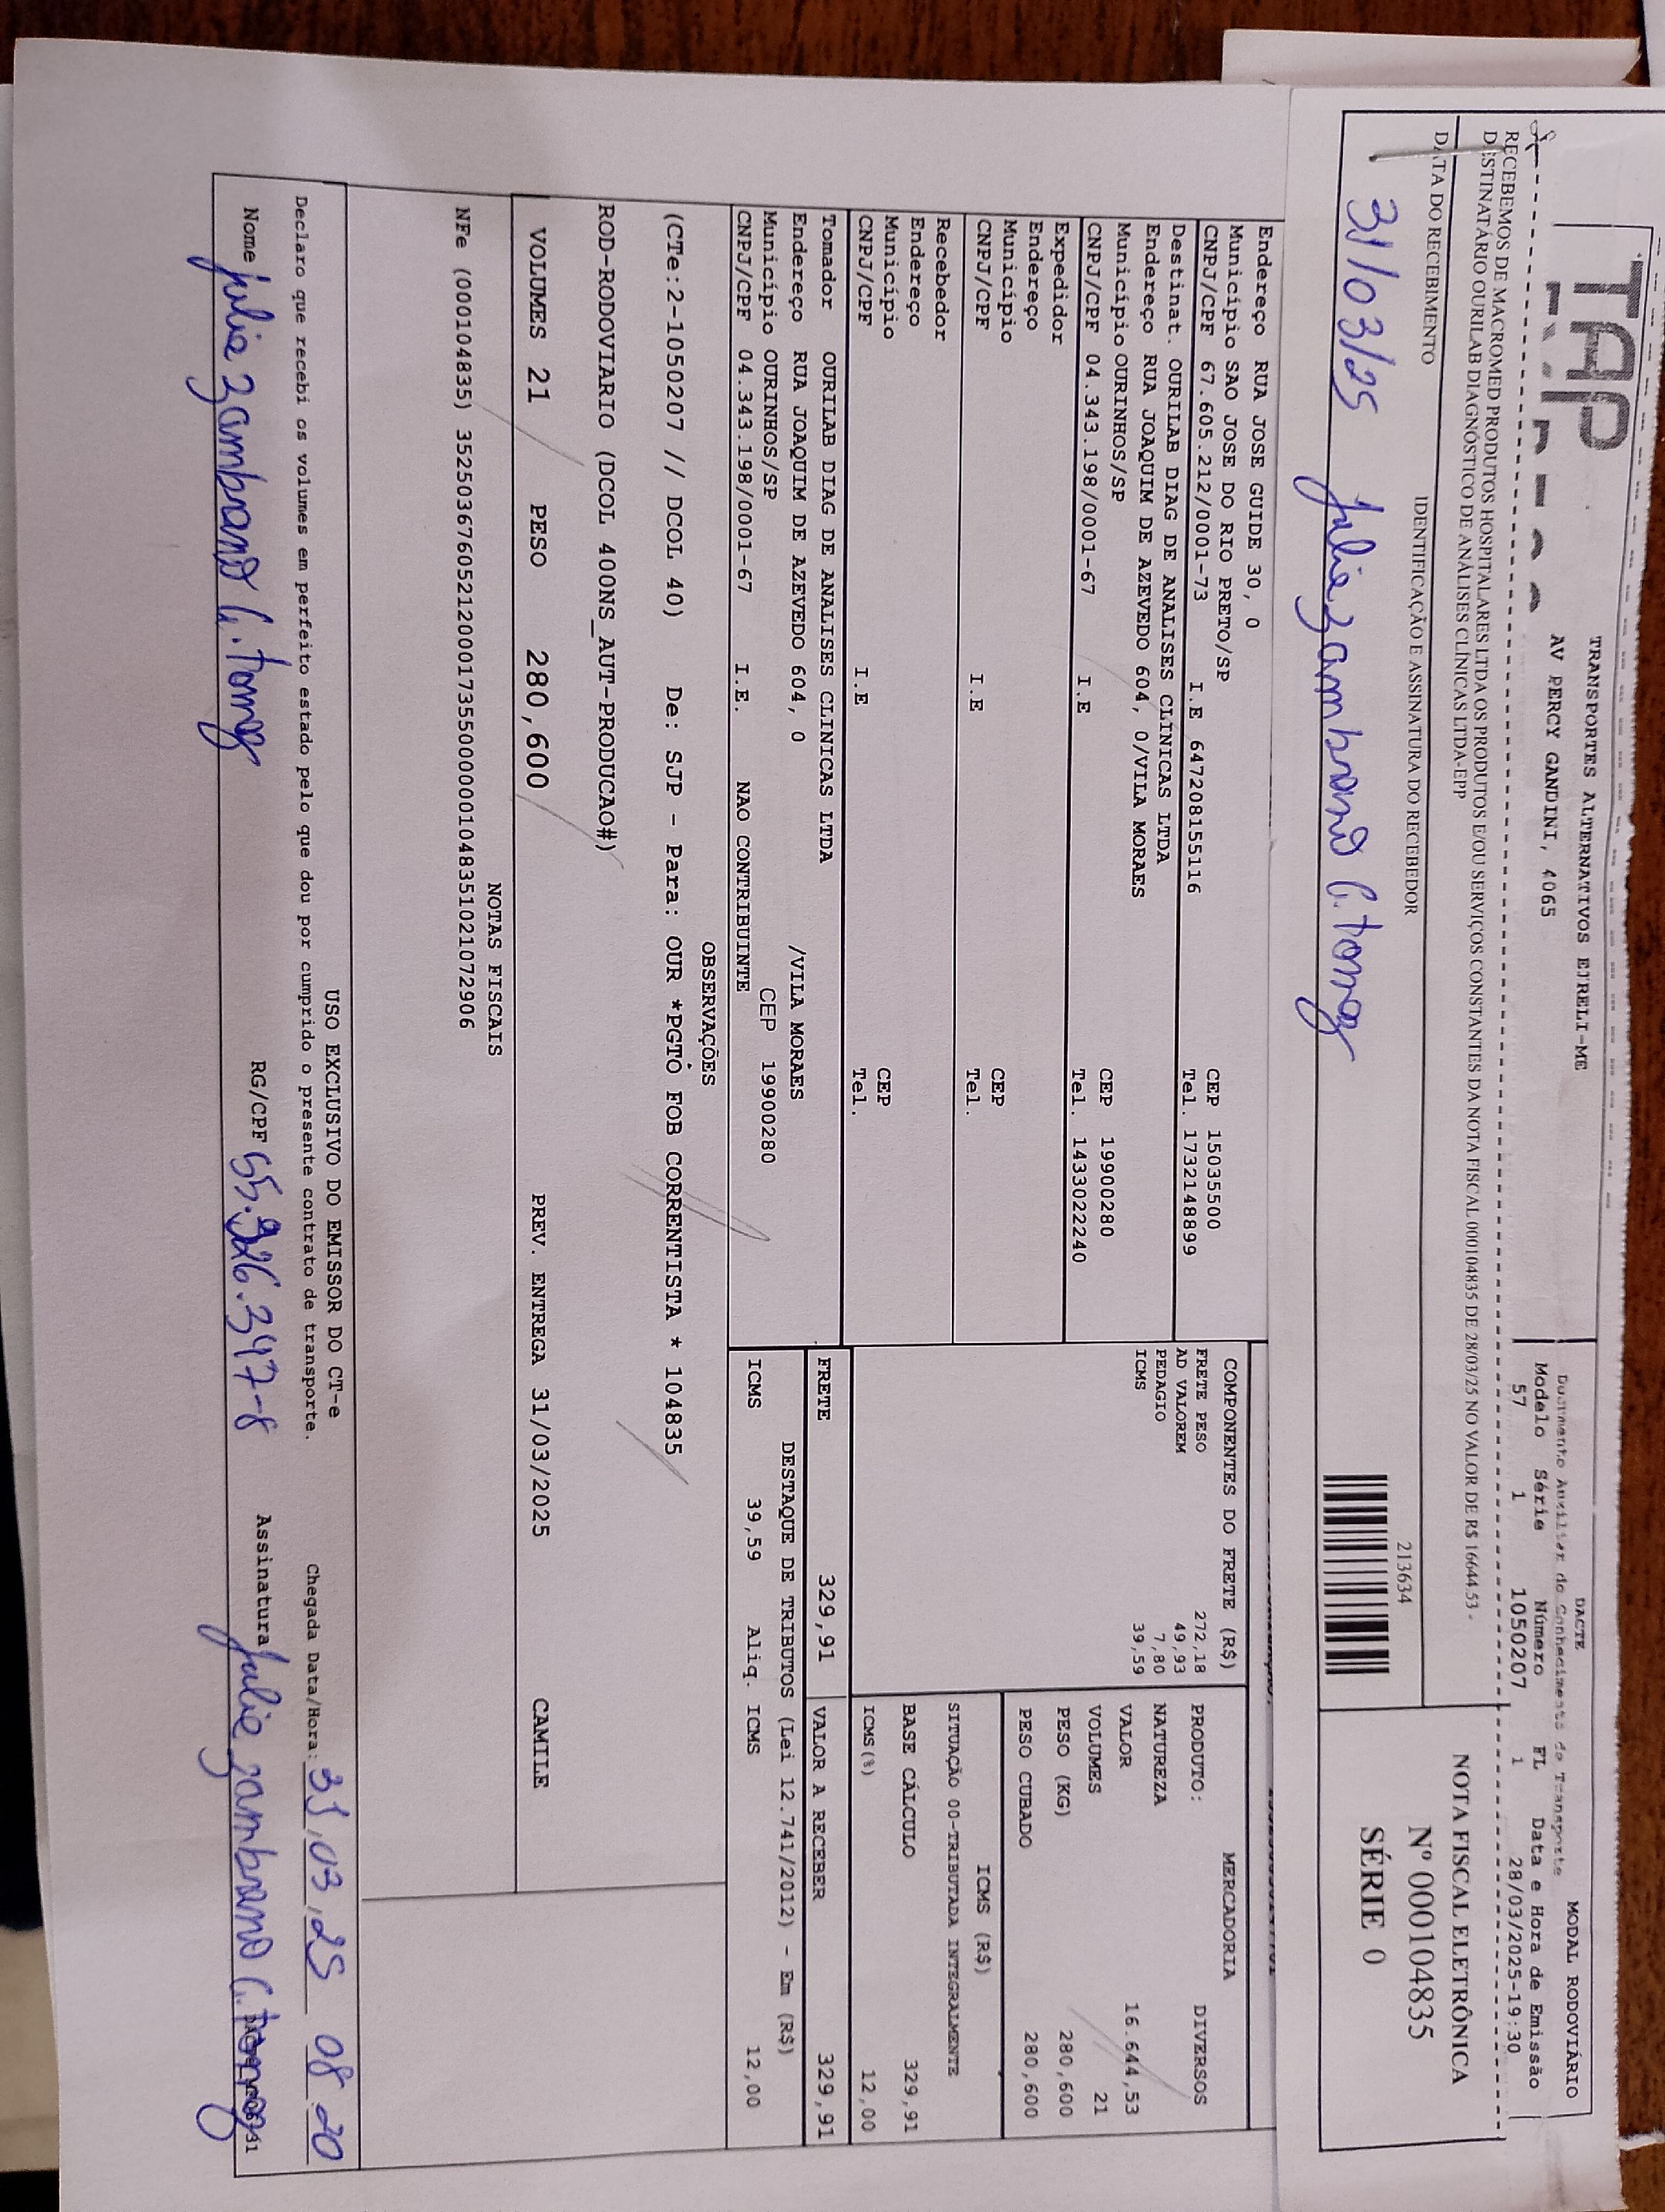 TAP
TRANSPORTES ALTERNATIVOS EIRELI-ME
AV PERCY GANDINI, 4065
DACTE
Documento Auxiliar do Conhecimento de Transporte
MODAL RODOVIÁRIO
Modelo Série Número FL Data e Hora de Emissão
57 1 1050207 1 28/03/2025-19:30
RECEBEMOS DE MACROMED PRODUTOS HOSPITALARES LTDA OS PRODUTOS E/OU SERVIÇOS CONSTANTES DA NOTA FISCAL 000104835 DE 28/03/25 NO VALOR DE R$ 16644.53 -
DESTINATÁRIO OURILAB DIAGNÓSTICO DE ANÁLISES CLÍNICAS LTDA-EPP
DATA DO RECEBIMENTO
IDENTIFICAÇÃO E ASSINATURA DO RECEBEDOR
213634
31/03/25 Julie Zambrano
NOTA FISCAL ELETRÔNICA
Nº 000104835
SÉRIE 0
Endereço RUA JOSE GUIDE 30, 0
Município SAO JOSE DO RIO PRETO/SP CEP 15035500
CNPJ/CPF 67.605.212/0001-73 I.E 647208155116 Tel. 1732148899
Destinat. OURILAB DIAG DE ANALISES CLINICAS LTDA
Endereço RUA JOAQUIM DE AZEVEDO 604, 0/VILA MORAES
Município OURINHOS/SP CEP 19900280
CNPJ/CPF 04.343.198/0001-67 I.E Tel. 1433022240
Expedidor
Endereço
Município CEP
CNPJ/CPF I.E Tel.
Recebedor
Endereço
Município CEP
CNPJ/CPF I.E Tel.
Tomador OURILAB DIAG DE ANALISES CLINICAS LTDA
Endereço RUA JOAQUIM DE AZEVEDO 604, 0 /VILA MORAES
Município OURINHOS/SP CEP 19900280
CNPJ/CPF 04.343.198/0001-67 I.E. NAO CONTRIBUINTE
COMPONENTES DO FRETE (R$)
FRETE PESO 272,18
AD VALOREM 49,93
PEDAGIO 7,80
ICMS 39,59
MERCADORIA
PRODUTO: DIVERSOS
NATUREZA
VALOR 16.644,53
VOLUMES 21
PESO (KG) 280,600
PESO CUBADO 280,600
ICMS (R$)
SITUAÇÃO 00-TRIBUTADA INTEGRALMENTE
BASE CÁLCULO 329,91
ICMS(%) 12,00
FRETE 329,91 VALOR A RECEBER 329,91
DESTAQUE DE TRIBUTOS (Lei 12.741/2012) - Em (R$)
ICMS 39,59 Aliq. ICMS 12,00
OBSERVAÇÕES
(CTe:2-1050207 // DCOL 40) De: SJP - Para: OUR *PGTO FOB CORRENTISTA * 104835
ROD-RODOVIARIO (DCOL 400NS_AUT-PRODUCAO#)
VOLUMES 21 PESO 280,600 PREV. ENTREGA 31/03/2025 CAMILE
NOTAS FISCAIS
NFe (000104835) 35250367605212000173550000001048351021072906
USO EXCLUSIVO DO EMISSOR DO CT-e
Declaro que recebi os volumes em perfeito estado pelo que dou por cumprido o presente contrato de transporte.
Chegada Data/Hora: 31/03/25 08 20
Nome Julie Zambrano RG/CPF 55.926.347-8 Assinatura Julie Zambrano